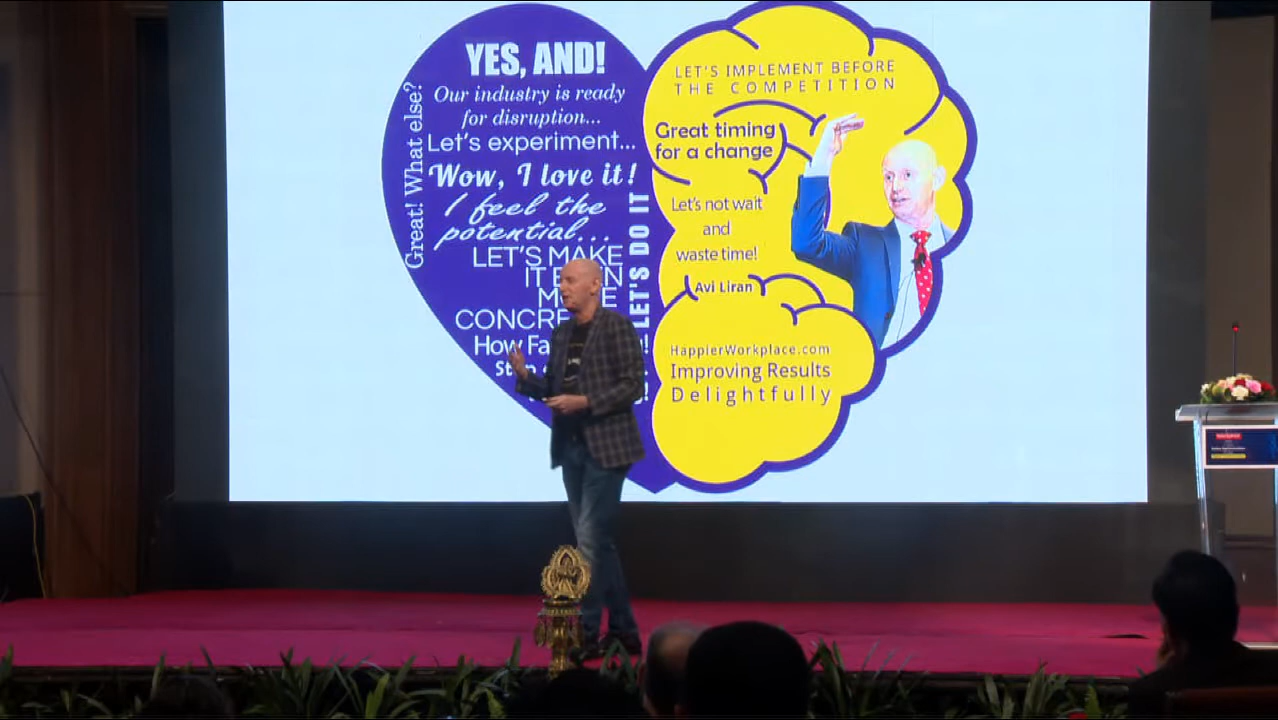 YES, AND!
Our industry is ready
for disruption...
Let's experiment...
Wow, I love it!
I feel the
potential...
LET'S MAKE
IT
CONCRE
How Fa
Great! What else?
LET'S DO IT
LET'S IMPLEMENT BEFORE
THE COMPETITION
Great timing
for a change
Let's not wait
and
waste time!
Avi Liran
HappierWorkplace.com
Improving Results
Delightfully